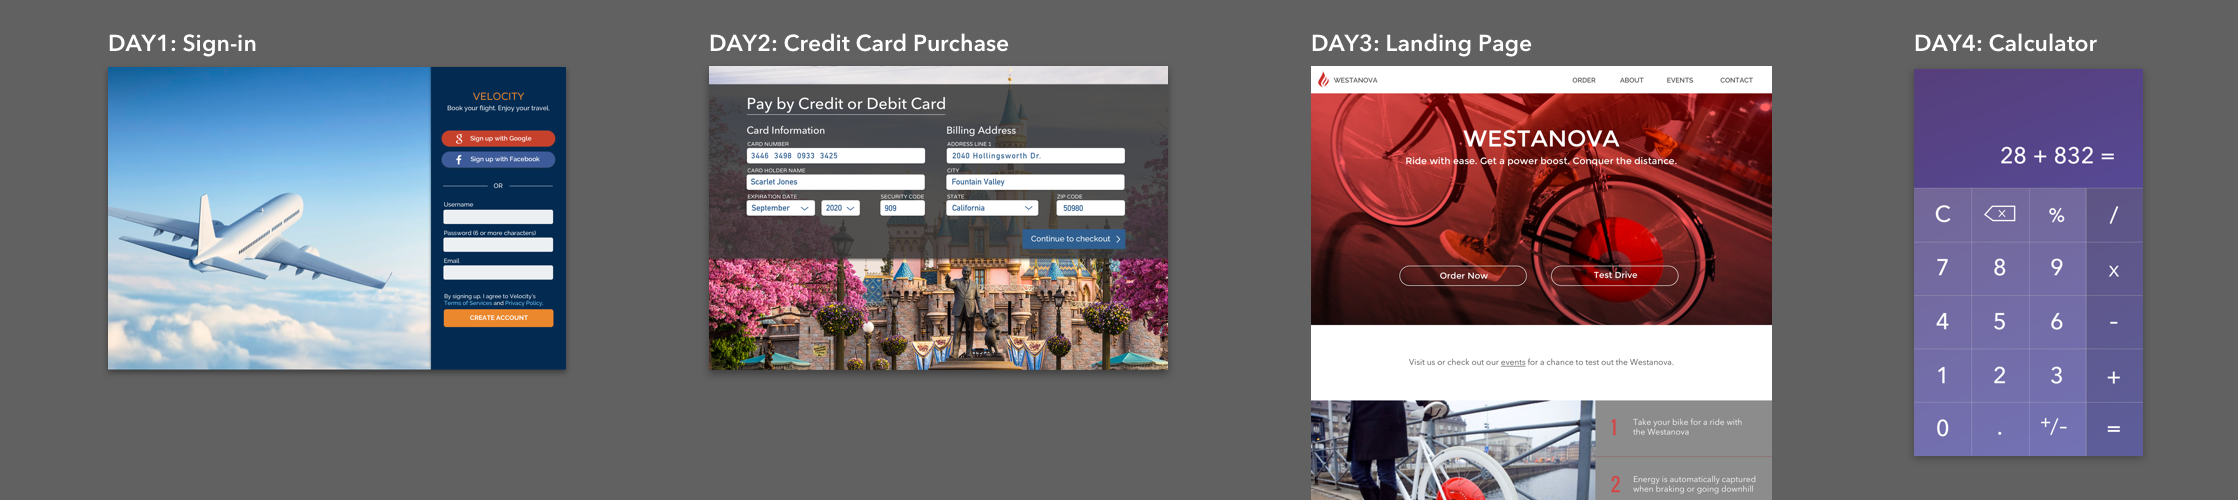 DAY1: Sign-in
VELOCITY
Book your flight. Enjoy your travel.
Sign up with Google
f Sign up with Facebook
OR
Username
Password (6 or more characters)
Email
By signing up, I agree to Velocity's
Terms of Services and Privacy Policy.
CREATE ACCOUNT
DAY2: Credit Card Purchase
Pay by Credit or Debit Card
Card Information
CARD NUMBER
3446 3498 0933 3425
CARD HOLDER NAME
Scarlet Jones
EXPIRATION DATE
September
2020
SECURITY CODE
909
Billing Address
ADDRESS LINE 1
2040 Hollingsworth Dr.
CITY
Fountain Valley
STATE
California
ZIP CODE
50980
Continue to checkout
DAY3: Landing Page
WESTANOVA
ORDER ABOUT EVENTS CONTACT
WESTANOVA
Ride with ease. Get a power boost. Conquer the distance.
Order Now
Test Drive
Visit us or check out our events for a chance to test out the Westanova.
1
Take your bike for a ride with
the Westanova
2
Energy is automatically captured
when braking or going downhill
DAY4: Calculator
28 + 832 =
C x % /
7 8 9 x
4 5 6 -
1 2 3 +
0 . +/- =